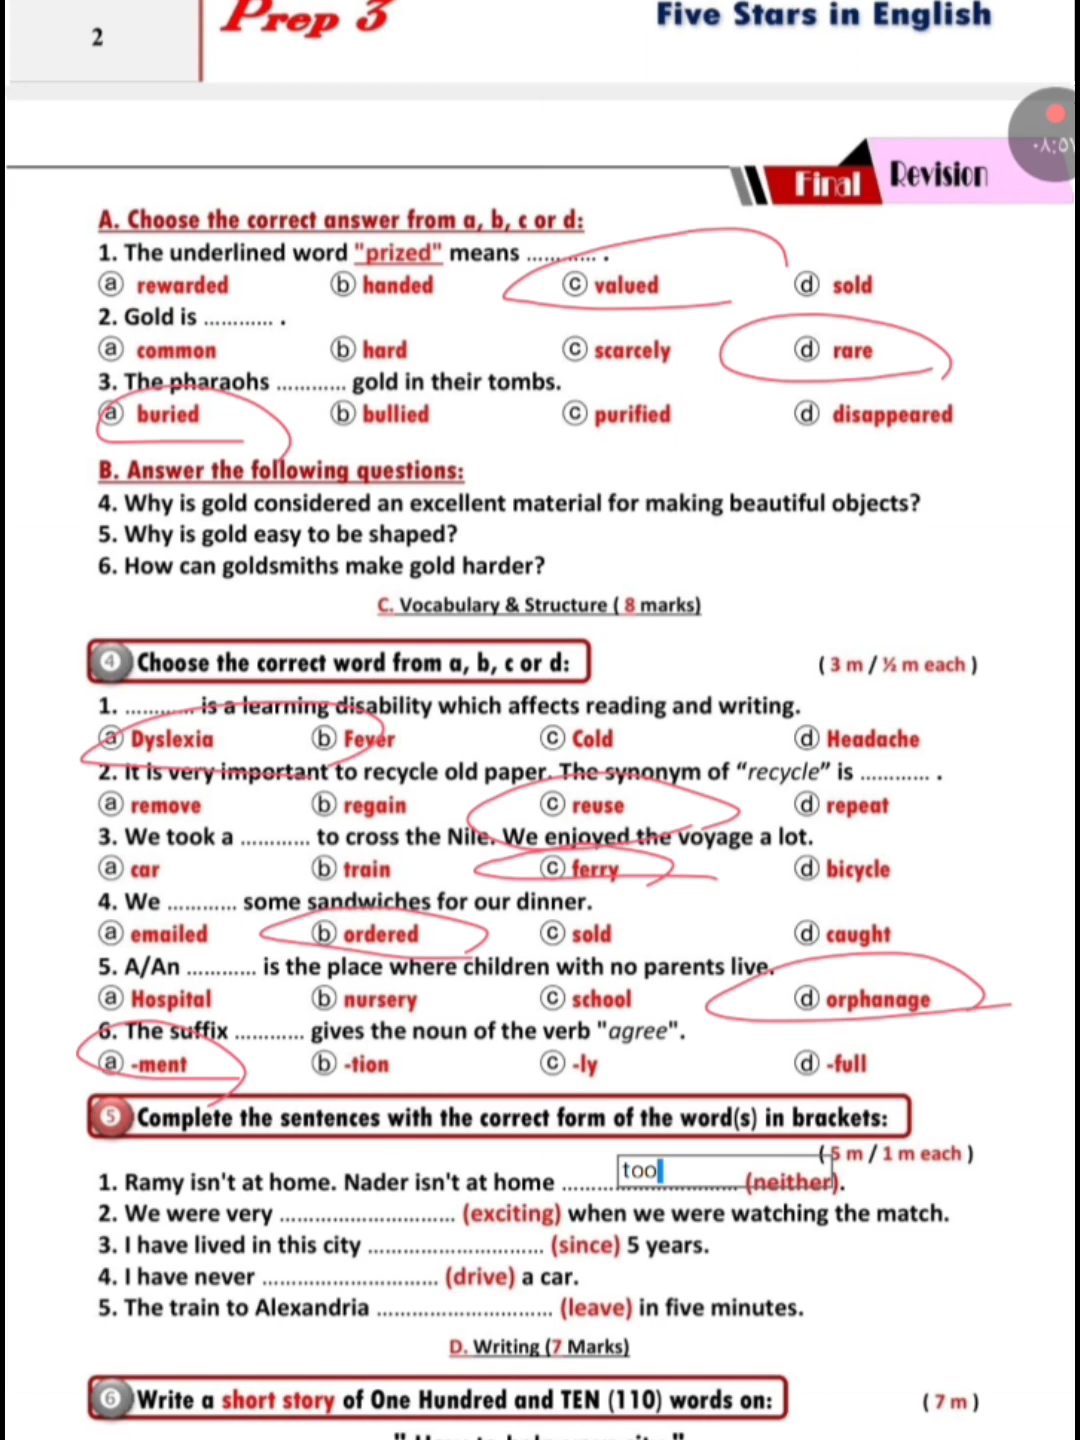 2
Prep 3
Five Stars in English
Final Revision
A. Choose the correct answer from a, b, c or d:
1. The underlined word "prized" means ............ .
ⓐ rewarded ⓑ handed ⓒ valued ⓓ sold
2. Gold is ............ .
ⓐ common ⓑ hard ⓒ scarcely ⓓ rare
3. The pharaohs ............ gold in their tombs.
ⓐ buried ⓑ bullied ⓒ purified ⓓ disappeared
B. Answer the following questions:
4. Why is gold considered an excellent material for making beautiful objects?
5. Why is gold easy to be shaped?
6. How can goldsmiths make gold harder?
C. Vocabulary & Structure ( 8 marks)
4 Choose the correct word from a, b, c or d: ( 3 m / ½ m each )
1. ............ is a learning disability which affects reading and writing.
ⓐ Dyslexia ⓑ Fever ⓒ Cold ⓓ Headache
2. It is very important to recycle old paper. The synonym of “recycle” is ............ .
ⓐ remove ⓑ regain ⓒ reuse ⓓ repeat
3. We took a ............ to cross the Nile. We enjoyed the voyage a lot.
ⓐ car ⓑ train ⓒ ferry ⓓ bicycle
4. We ............ some sandwiches for our dinner.
ⓐ emailed ⓑ ordered ⓒ sold ⓓ caught
5. A/An ............ is the place where children with no parents live.
ⓐ Hospital ⓑ nursery ⓒ school ⓓ orphanage
6. The suffix ............ gives the noun of the verb "agree".
ⓐ -ment ⓑ -tion ⓒ -ly ⓓ -full
5 Complete the sentences with the correct form of the word(s) in brackets:
( 5 m / 1 m each )
1. Ramy isn't at home. Nader isn't at home ......... too .............. (neither).
2. We were very .............................. (exciting) when we were watching the match.
3. I have lived in this city .............................. (since) 5 years.
4. I have never .............................. (drive) a car.
5. The train to Alexandria .............................. (leave) in five minutes.
D. Writing (7 Marks)
6 Write a short story of One Hundred and TEN (110) words on: ( 7 m )